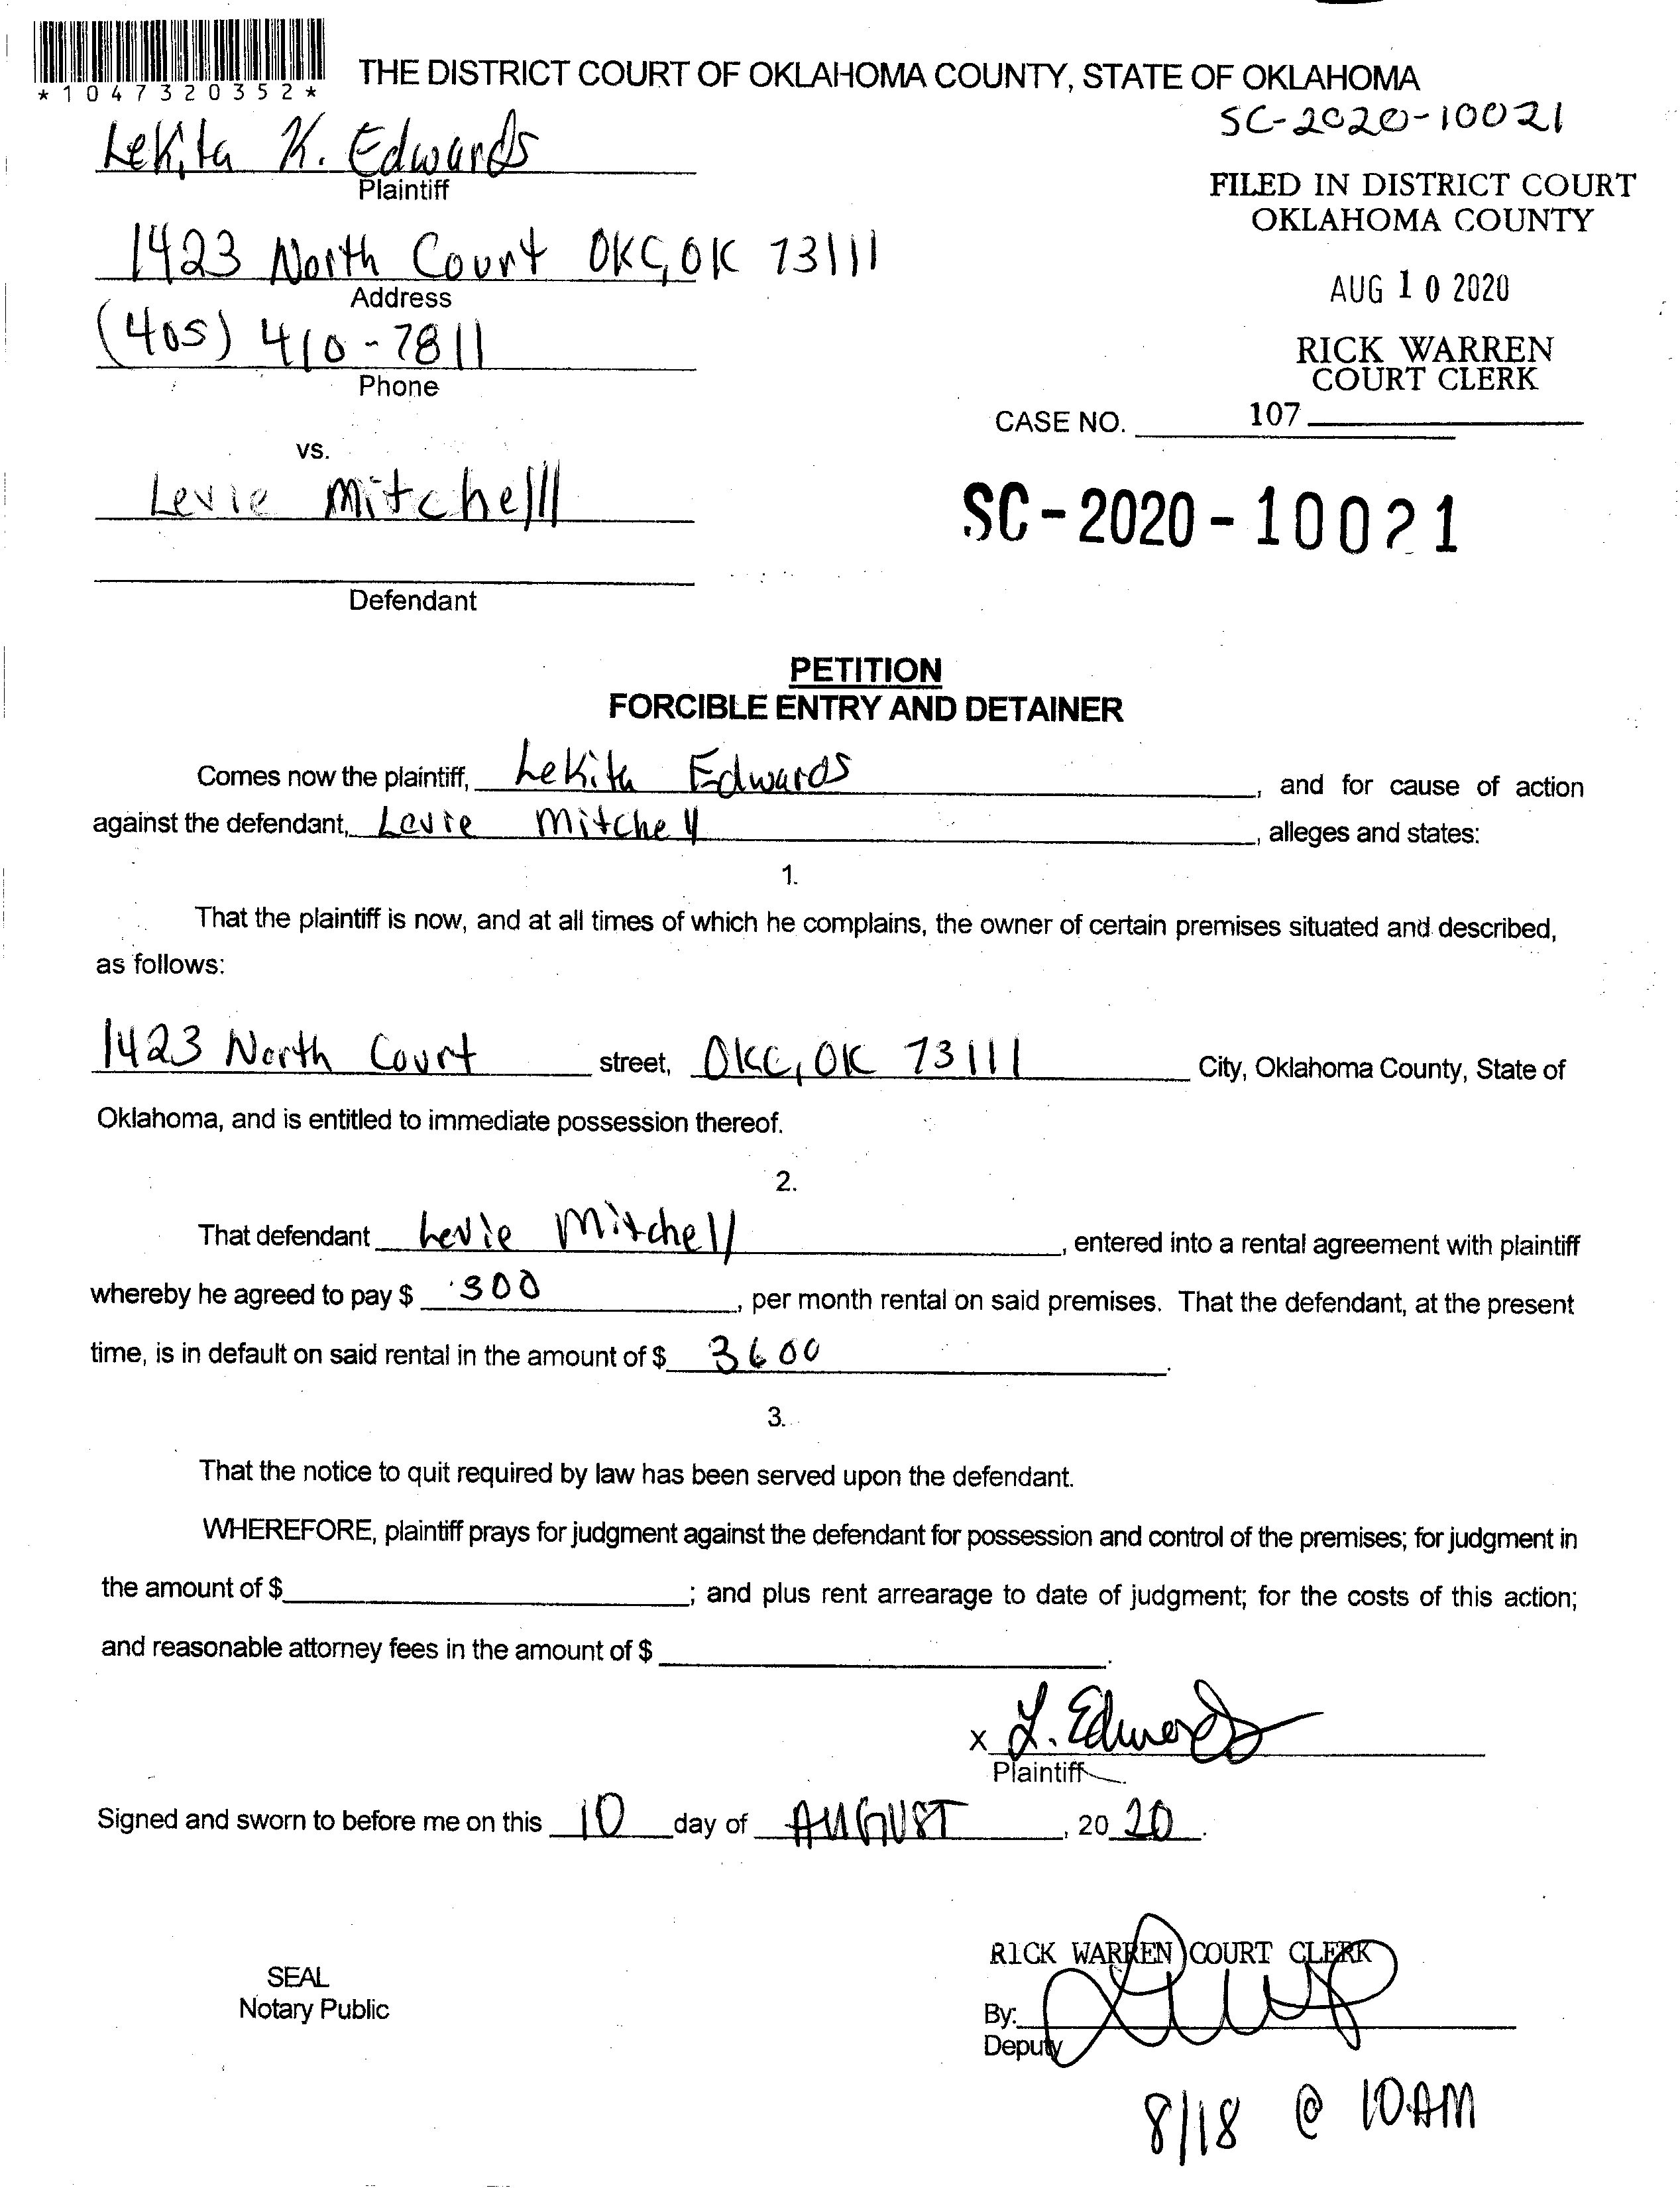 *1047320352*
THE DISTRICT COURT OF OKLAHOMA COUNTY, STATE OF OKLAHOMA
SC-2020-10021
LeKita K. Edwards
Plaintiff
FILED IN DISTRICT COURT
OKLAHOMA COUNTY
1423 North Court OKC, OK 73111
Address
AUG 10 2020
(405) 410-7811
Phone
RICK WARREN
COURT CLERK
CASE NO. 107
vs.
Levie Mitchelll
SC-2020-10021
Defendant
PETITION
FORCIBLE ENTRY AND DETAINER
Comes now the plaintiff, LeKita Edwards, and for cause of action
against the defendant, Levie Mitchell, alleges and states:
1.
That the plaintiff is now, and at all times of which he complains, the owner of certain premises situated and described,
as follows:
1423 North Court street, OKC, OK 73111 City, Oklahoma County, State of
Oklahoma, and is entitled to immediate possession thereof.
2.
That defendant Levie Mitchell, entered into a rental agreement with plaintiff
whereby he agreed to pay $ 300, per month rental on said premises. That the defendant, at the present
time, is in default on said rental in the amount of $ 3600.
3.
That the notice to quit required by law has been served upon the defendant.
WHEREFORE, plaintiff prays for judgment against the defendant for possession and control of the premises; for judgment in
the amount of $ ; and plus rent arrearage to date of judgment; for the costs of this action;
and reasonable attorney fees in the amount of $ .
X L. Edwards
Plaintiff
Signed and sworn to before me on this 10 day of AUGUST, 20 20.
RICK WARREN COURT CLERK
SEAL
Notary Public
By:
Deputy
8/18 @ 10AM